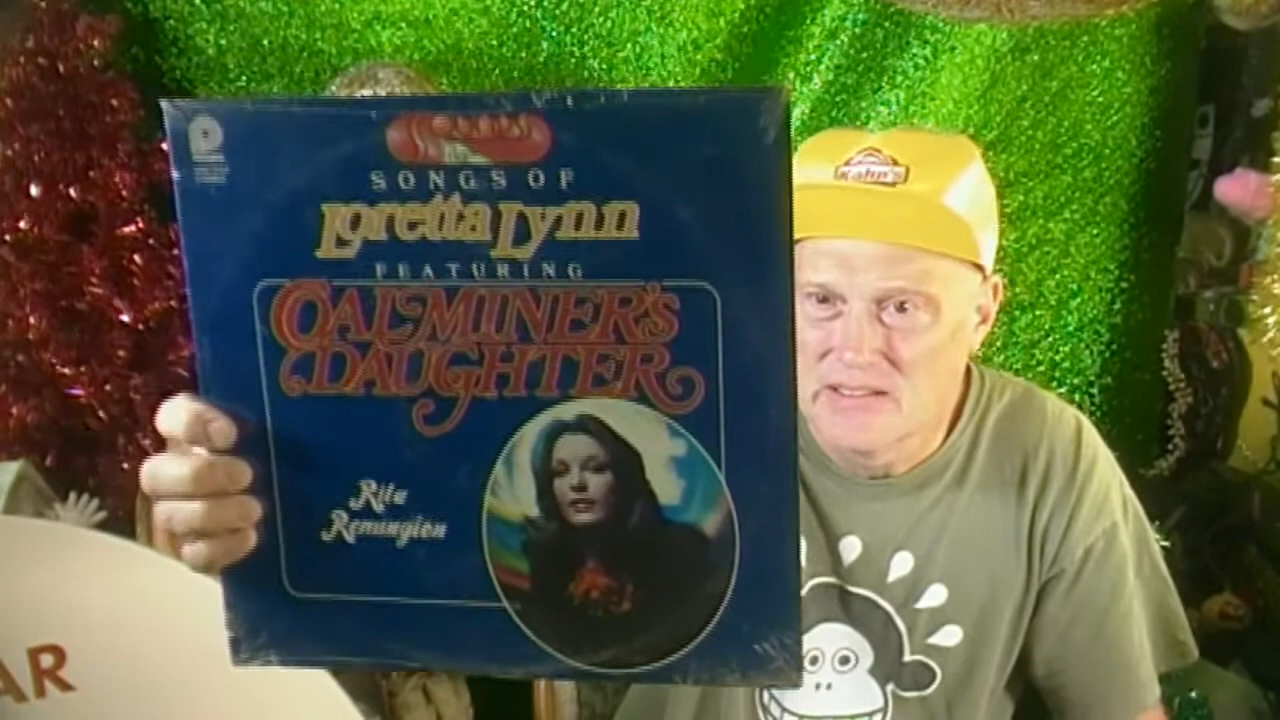 SONGS OF
Loretta Lynn
FEATURING
COAL MINER'S
DAUGHTER
Rita
Remington
Kahn's
AR